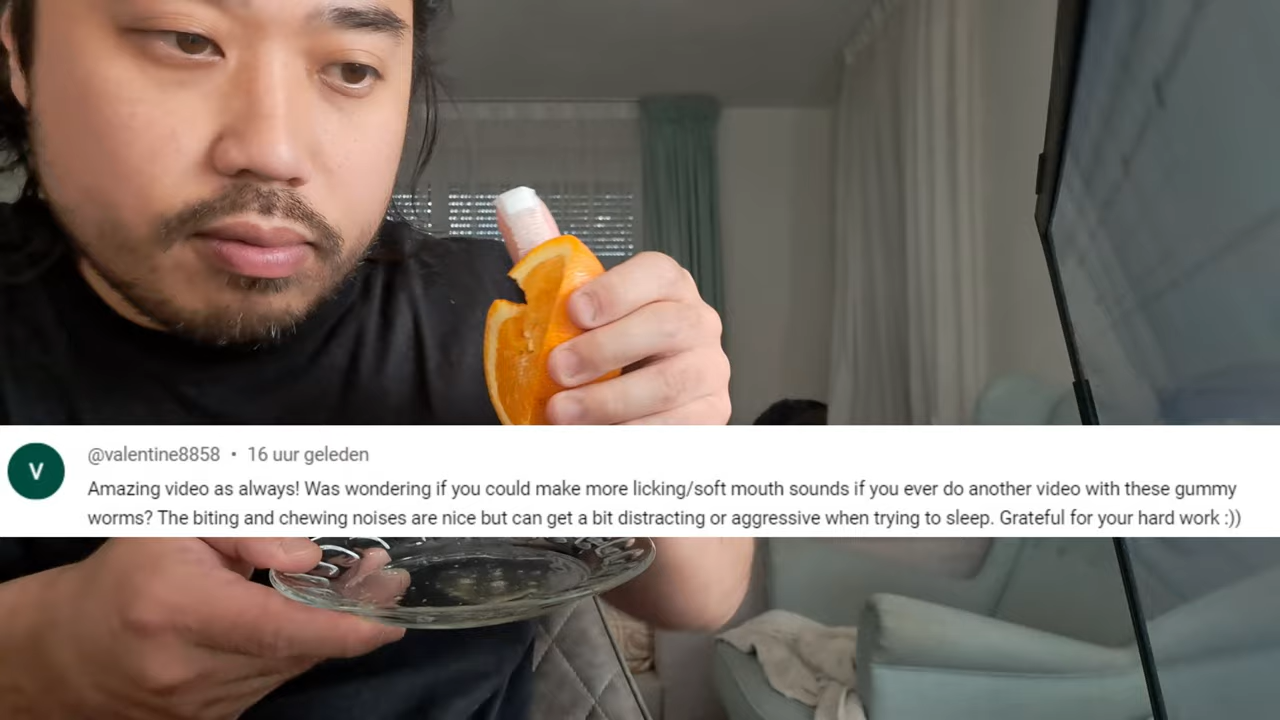 V
@valentine8858 • 16 uur geleden
Amazing video as always! Was wondering if you could make more licking/soft mouth sounds if you ever do another video with these gummy
worms? The biting and chewing noises are nice but can get a bit distracting or aggressive when trying to sleep. Grateful for your hard work :))